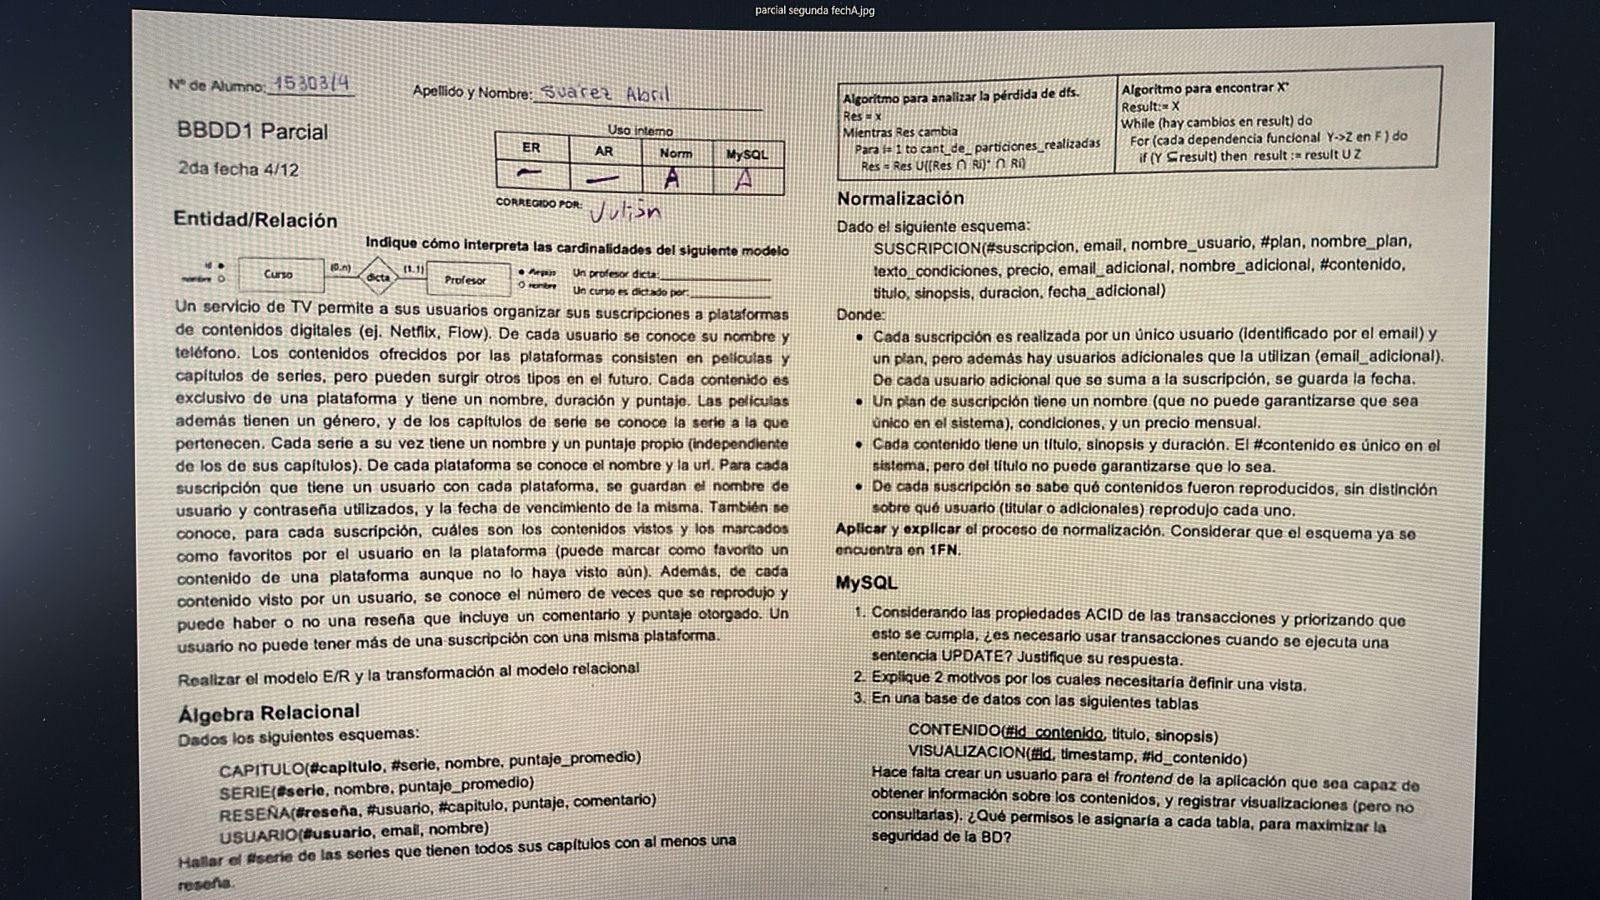 parcial segunda fechA.jpg
Nº de Alumno: 15303/4
Apellido y Nombre: Suarez Abril
BBDD1 Parcial
2da fecha 4/12
Uso interno
ER AR Norm MySQL
— — A A
CORREGIDO POR: Julián
Entidad/Relación
Indique cómo interpreta las cardinalidades del siguiente modelo
id
nombre
Curso
(0,n)
dicta
(1,1)
Profesor
nombre
Un profesor dicta:
Un curso es dictado por:
Un servicio de TV permite a sus usuarios organizar sus suscripciones a plataformas
de contenidos digitales (ej. Netflix, Flow). De cada usuario se conoce su nombre y
teléfono. Los contenidos ofrecidos por las plataformas consisten en películas y
capítulos de series, pero pueden surgir otros tipos en el futuro. Cada contenido es
exclusivo de una plataforma y tiene un nombre, duración y puntaje. Las películas
además tienen un género, y de los capítulos de serie se conoce la serie a la que
pertenecen. Cada serie a su vez tiene un nombre y un puntaje propio (independiente
de los de sus capítulos). De cada plataforma se conoce el nombre y la url. Para cada
suscripción que tiene un usuario con cada plataforma, se guardan el nombre de
usuario y contraseña utilizados, y la fecha de vencimiento de la misma. También se
conoce, para cada suscripción, cuáles son los contenidos vistos y los marcados
como favoritos por el usuario en la plataforma (puede marcar como favorito un
contenido de una plataforma aunque no lo haya visto aún). Además, de cada
contenido visto por un usuario, se conoce el número de veces que se reprodujo y
puede haber o no una reseña que incluye un comentario y puntaje otorgado. Un
usuario no puede tener más de una suscripción con una misma plataforma.
Realizar el modelo E/R y la transformación al modelo relacional
Álgebra Relacional
Dados los siguientes esquemas:
CAPITULO(#capitulo, #serie, nombre, puntaje_promedio)
SERIE(#serie, nombre, puntaje_promedio)
RESEÑA(#reseña, #usuario, #capitulo, puntaje, comentario)
USUARIO(#usuario, email, nombre)
Hallar el #serie de las series que tienen todos sus capítulos con al menos una
reseña.
Algoritmo para analizar la pérdida de dfs.
Res = x
Mientras Res cambia
Para i= 1 to cant_de_particiones_realizadas
Res = Res U((Res ∩ Ri)⁺ ∩ Ri)
Algoritmo para encontrar X⁺
Result:= X
While (hay cambios en result) do
For (cada dependencia funcional Y->Z en F ) do
if (Y ⊆ result) then result := result U Z
Normalización
Dado el siguiente esquema:
SUSCRIPCION(#suscripcion, email, nombre_usuario, #plan, nombre_plan,
texto_condiciones, precio, email_adicional, nombre_adicional, #contenido,
titulo, sinopsis, duracion, fecha_adicional)
Donde:
• Cada suscripción es realizada por un único usuario (identificado por el email) y
un plan, pero además hay usuarios adicionales que la utilizan (email_adicional).
De cada usuario adicional que se suma a la suscripción, se guarda la fecha.
• Un plan de suscripción tiene un nombre (que no puede garantizarse que sea
único en el sistema), condiciones, y un precio mensual.
• Cada contenido tiene un título, sinopsis y duración. El #contenido es único en el
sistema, pero del título no puede garantizarse que lo sea.
• De cada suscripción se sabe qué contenidos fueron reproducidos, sin distinción
sobre qué usuario (titular o adicionales) reprodujo cada uno.
Aplicar y explicar el proceso de normalización. Considerar que el esquema ya se
encuentra en 1FN.
MySQL
1. Considerando las propiedades ACID de las transacciones y priorizando que
esto se cumpla, ¿es necesario usar transacciones cuando se ejecuta una
sentencia UPDATE? Justifique su respuesta.
2. Explique 2 motivos por los cuales necesitaría definir una vista.
3. En una base de datos con las siguientes tablas
CONTENIDO(#id_contenido, titulo, sinopsis)
VISUALIZACION(#id, timestamp, #id_contenido)
Hace falta crear un usuario para el frontend de la aplicación que sea capaz de
obtener información sobre los contenidos, y registrar visualizaciones (pero no
consultarlas). ¿Qué permisos le asignaría a cada tabla, para maximizar la
seguridad de la BD?